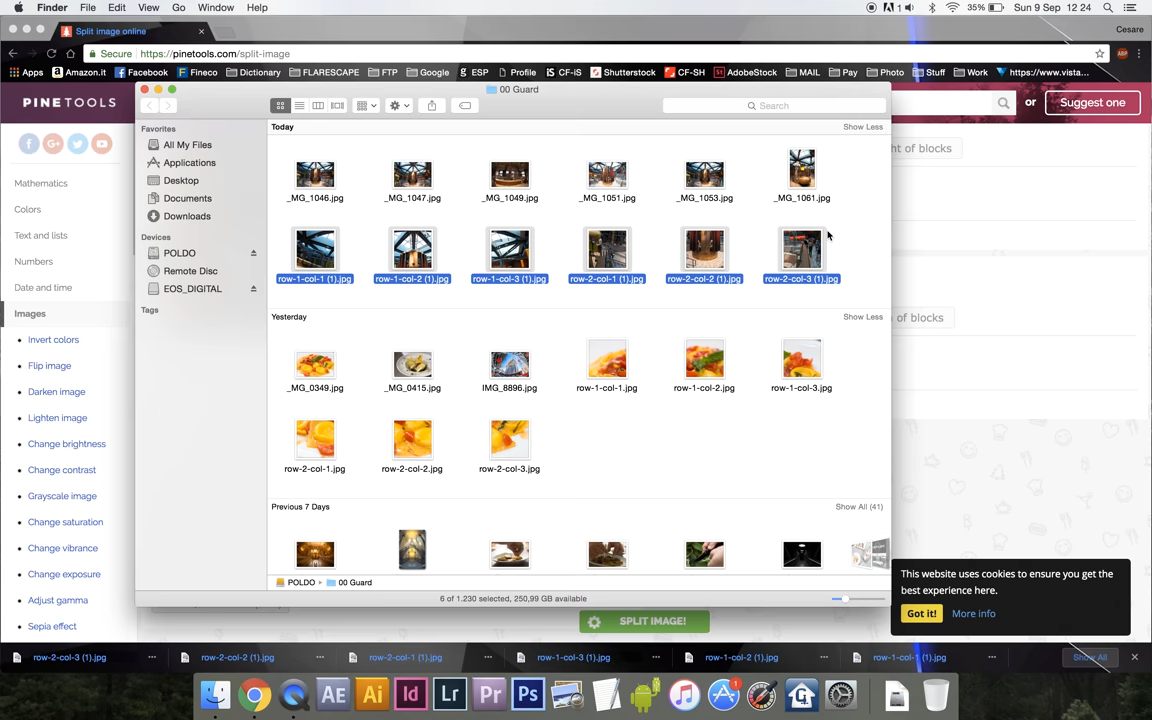 Finder File Edit View Go Window Help 1 35% Sun 9 Sep 12 24
Split image online × Cesare
Secure https://pinetools.com/split-image
Apps Amazon.it Facebook Fineco Dictionary FLARESCAPE FTP Google ESP Profile CF-iS Shutterstock CF-SH AdobeStock MAIL Pay Photo Stuff Work https://www.vista...
PINETOOLS or Suggest one
00 Guard
Search
Favorites
All My Files
Applications
Desktop
Documents
Downloads
Devices
POLDO
Remote Disc
EOS_DIGITAL
Tags
Today Show Less
_MG_1046.jpg _MG_1047.jpg _MG_1049.jpg _MG_1051.jpg _MG_1053.jpg _MG_1061.jpg
row-1-col-1 (1).jpg row-1-col-2 (1).jpg row-1-col-3 (1).jpg row-2-col-1 (1).jpg row-2-col-2 (1).jpg row-2-col-3 (1).jpg
Yesterday Show Less
_MG_0349.jpg _MG_0415.jpg IMG_8896.jpg row-1-col-1.jpg row-1-col-2.jpg row-1-col-3.jpg
row-2-col-1.jpg row-2-col-2.jpg row-2-col-3.jpg
Previous 7 Days Show All (41)
POLDO 00 Guard
6 of 1.230 selected, 250,99 GB available
Mathematics
Colors
Text and lists
Numbers
Date and time
Images
Invert colors
Flip image
Darken image
Lighten image
Change brightness
Change contrast
Grayscale image
Change saturation
Change vibrance
Change exposure
Adjust gamma
Sepia effect
ht of blocks
of blocks
SPLIT IMAGE!
This website uses cookies to ensure you get the
best experience here.
Got it! More info
row-2-col-3 (1).jpg row-2-col-2 (1).jpg row-2-col-1 (1).jpg row-1-col-3 (1).jpg row-1-col-2 (1).jpg row-1-col-1 (1).jpg Show All
AE Ai Id Lr Pr Ps 1